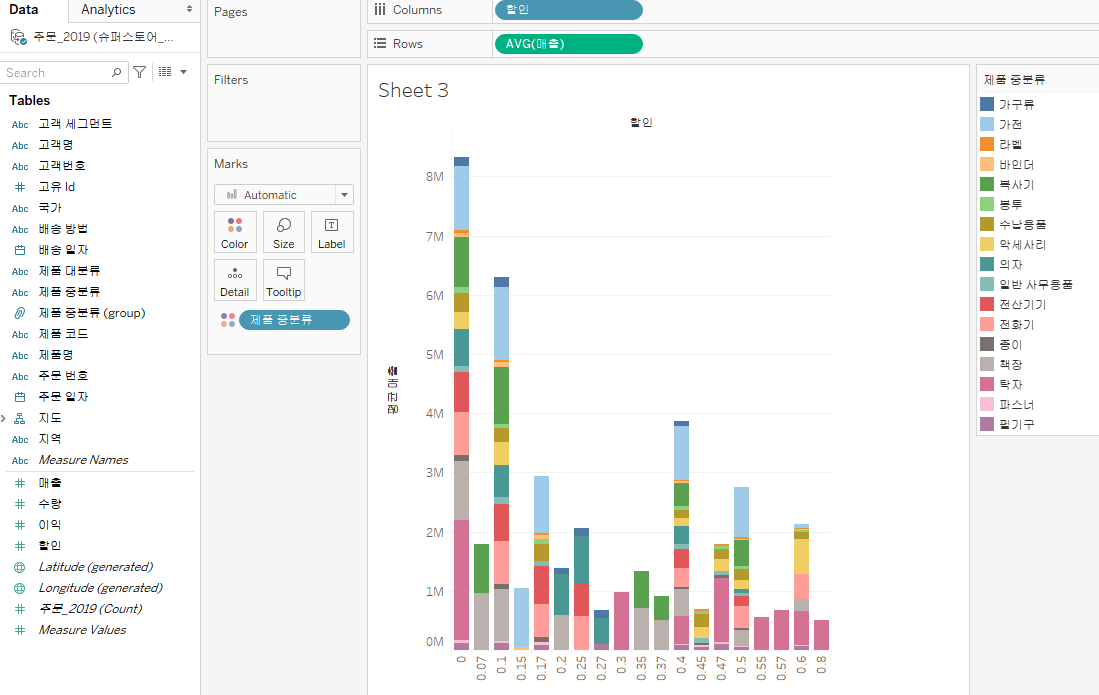 Data
Analytics
주문_2019 (슈퍼스토어_...
Search
Tables
Abc 고객 세그먼트
Abc 고객명
Abc 고객번호
고유 Id
Abc 국가
Abc 배송 방법
배송 일자
Abc 제품 대분류
Abc 제품 중분류
제품 중분류 (group)
Abc 제품 코드
Abc 제품명
Abc 주문 번호
주문 일자
지도
Abc 지역
Abc Measure Names
매출
수량
이익
할인
Latitude (generated)
Longitude (generated)
주문_2019 (Count)
Measure Values
Pages
Filters
Marks
Automatic
Color
Size
Label
Detail
Tooltip
제품 중분류
Columns
할인
Rows
AVG(매출)
Sheet 3
할인
평균 매출
8M
7M
6M
5M
4M
3M
2M
1M
0M
0
0.07
0.1
0.15
0.17
0.2
0.25
0.27
0.3
0.35
0.37
0.4
0.45
0.47
0.5
0.55
0.57
0.6
0.8
제품 중분류
가구류
가전
라벨
바인더
복사기
봉투
수납용품
악세사리
의자
일반 사무용품
전산기기
전화기
종이
책장
탁자
파스너
필기구